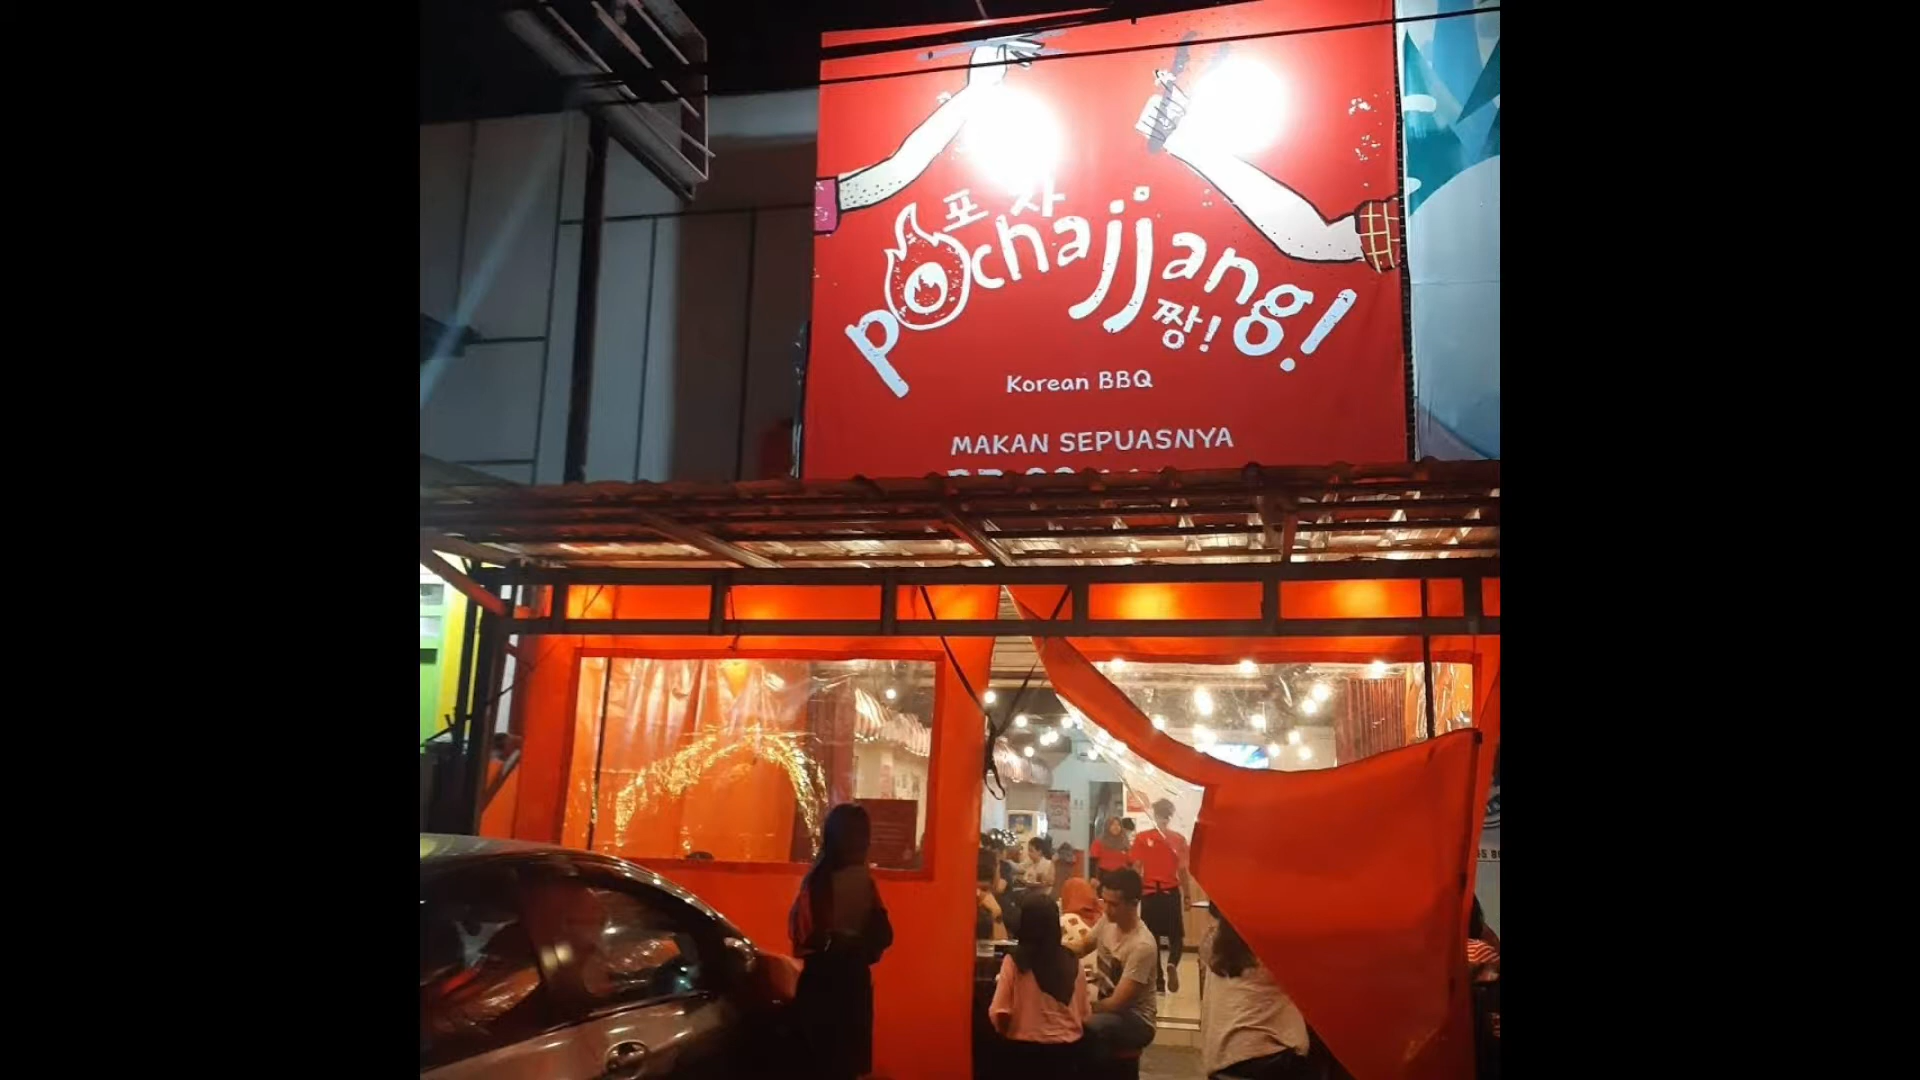 포차
pochajjang!
짱!
Korean BBQ
MAKAN SEPUASNYA